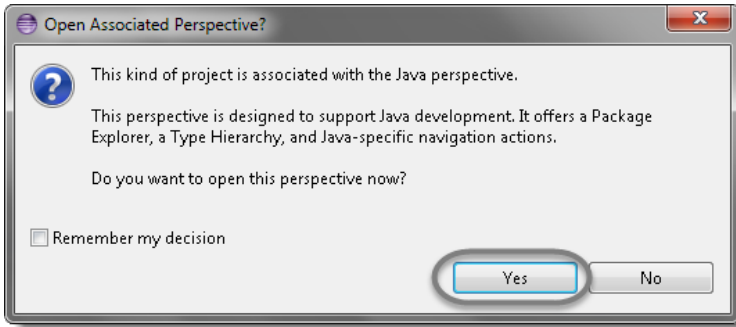 Open Associated Perspective?
This kind of project is associated with the Java perspective.
This perspective is designed to support Java development. It offers a Package
Explorer, a Type Hierarchy, and Java-specific navigation actions.
Do you want to open this perspective now?
Remember my decision
Yes No